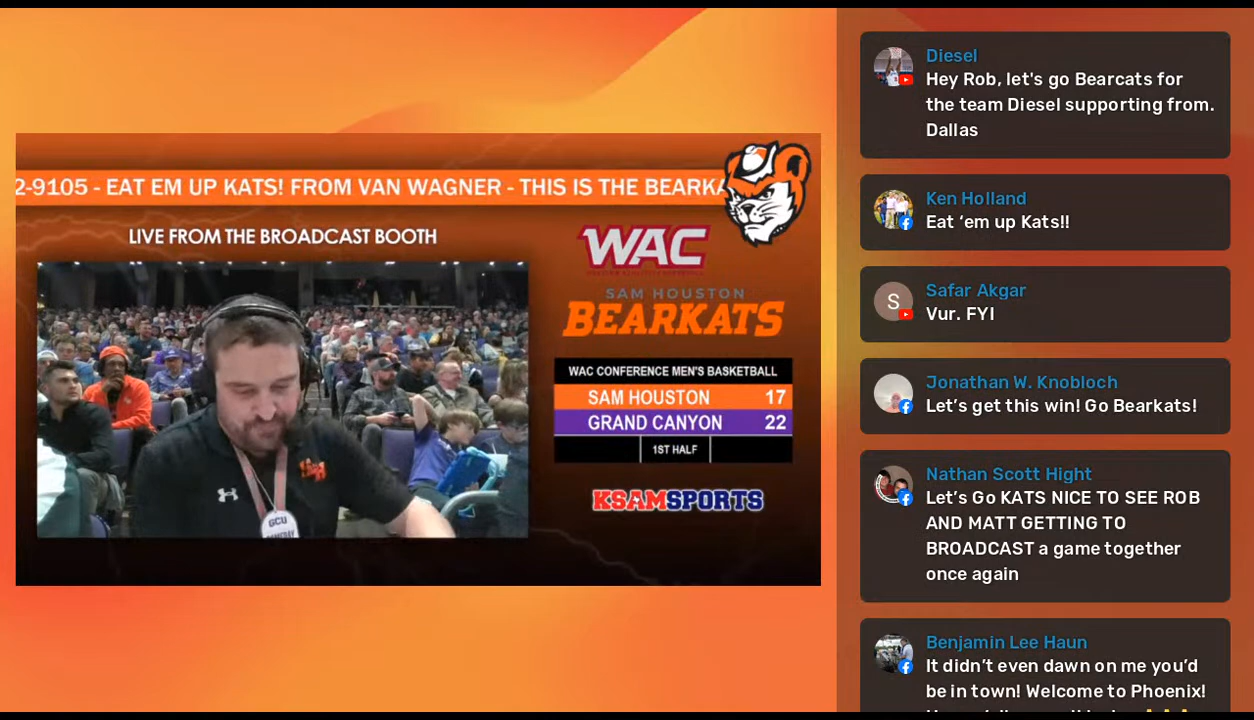 2-9105 - EAT EM UP KATS! FROM VAN WAGNER - THIS IS THE BEARKA
LIVE FROM THE BROADCAST BOOTH
WAC
SAM HOUSTON
BEARKATS
WAC CONFERENCE MEN'S BASKETBALL
SAM HOUSTON 17
GRAND CANYON 22
1ST HALF
KSAMSPORTS
GCU
Diesel
Hey Rob, let's go Bearcats for
the team Diesel supporting from.
Dallas
Ken Holland
Eat ‘em up Kats!!
S
Safar Akgar
Vur. FYI
Jonathan W. Knobloch
Let’s get this win! Go Bearkats!
Nathan Scott Hight
Let’s Go KATS NICE TO SEE ROB
AND MATT GETTING TO
BROADCAST a game together
once again
Benjamin Lee Haun
It didn’t even dawn on me you’d
be in town! Welcome to Phoenix!